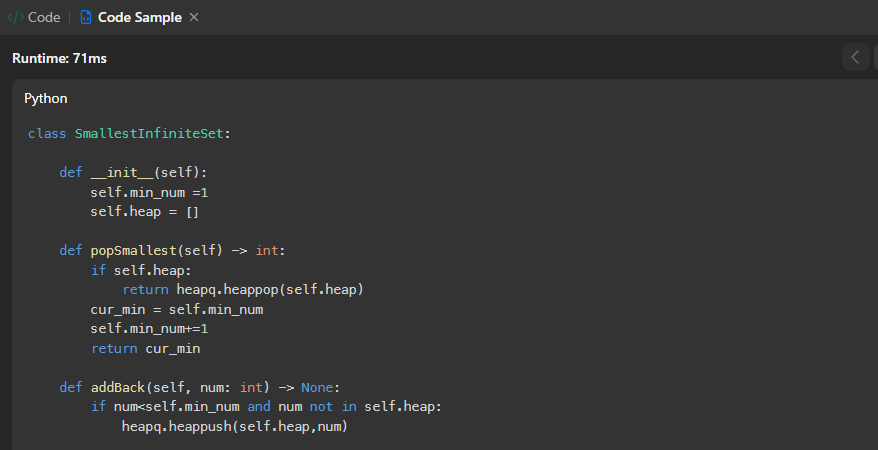 </> Code | Code Sample ×
Runtime: 71ms
Python
class SmallestInfiniteSet:
    def __init__(self):
        self.min_num =1
        self.heap = []
    def popSmallest(self) -> int:
        if self.heap:
            return heapq.heappop(self.heap)
        cur_min = self.min_num
        self.min_num+=1
        return cur_min
    def addBack(self, num: int) -> None:
        if num<self.min_num and num not in self.heap:
            heapq.heappush(self.heap,num)